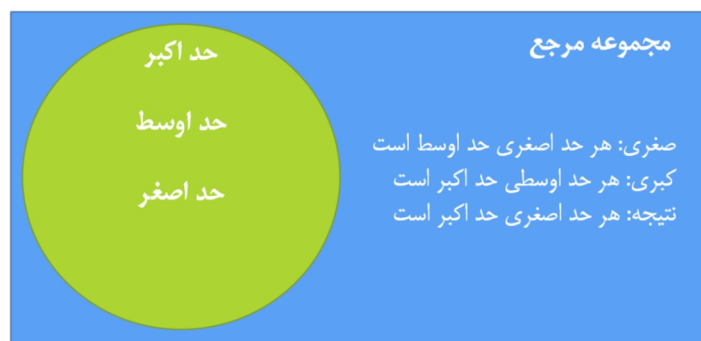 مجموعه مرجع
صغری: هر حد اصغری حد اوسط است
کبری: هر حد اوسطی حد اکبر است
نتیجه: هر حد اصغری حد اکبر است
حد اکبر
حد اوسط
حد اصغر